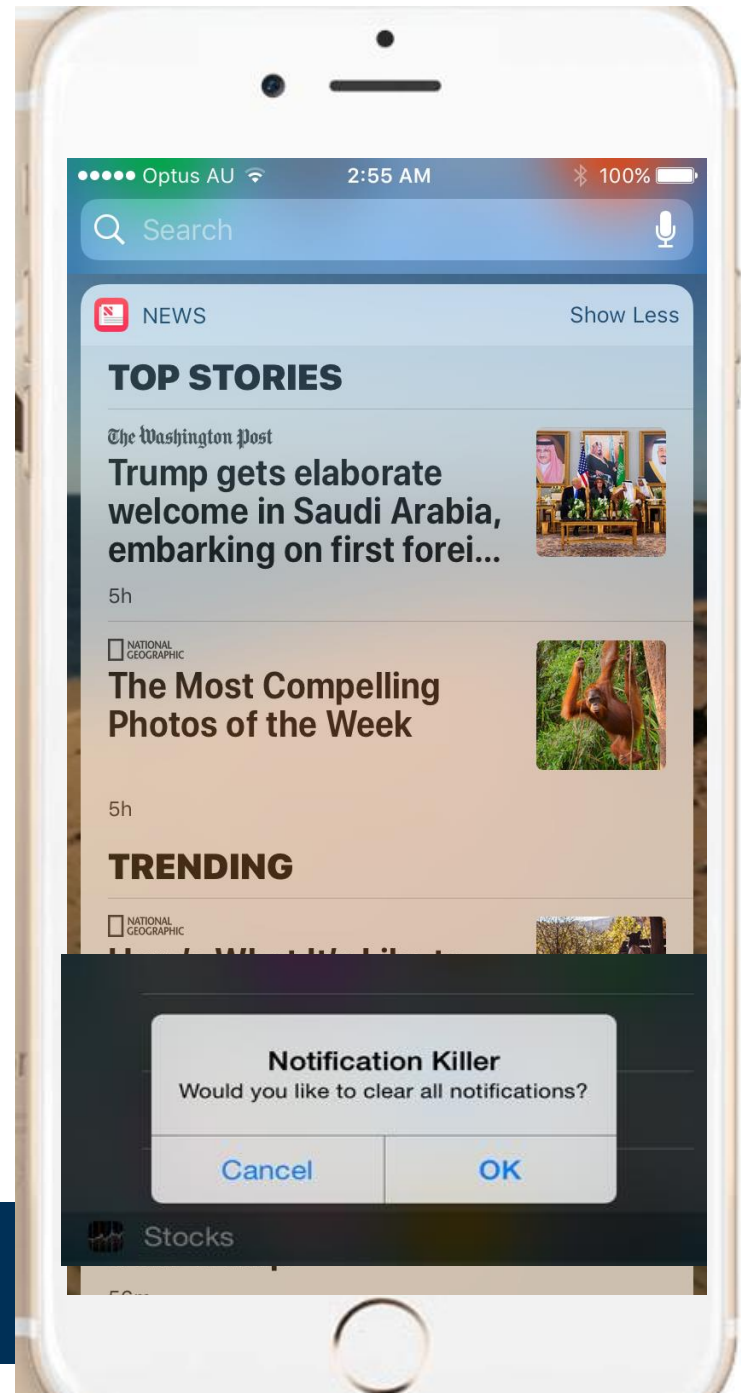 Optus AU 2:55 AM 100%
Search
NEWS Show Less
TOP STORIES
The Washington Post
Trump gets elaborate
welcome in Saudi Arabia,
embarking on first forei...
5h
NATIONAL
GEOGRAPHIC
The Most Compelling
Photos of the Week
5h
TRENDING
NATIONAL
GEOGRAPHIC
Notification Killer
Would you like to clear all notifications?
Cancel OK
Stocks